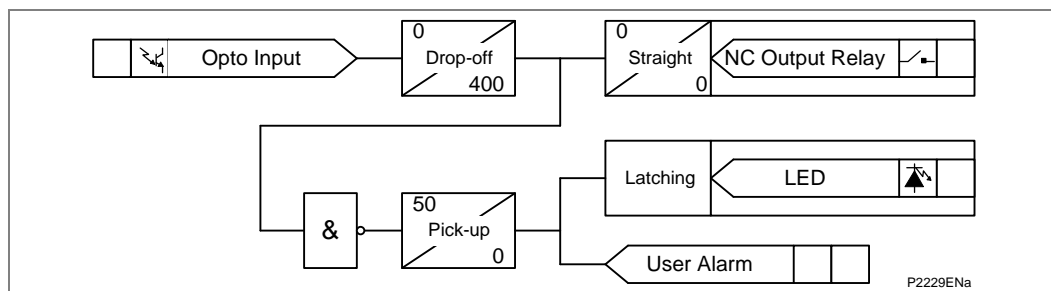 0
Opto Input
Drop-off
400
0
Straight
0
NC Output Relay
Latching
LED
&
50
Pick-up
0
User Alarm
P2229ENa